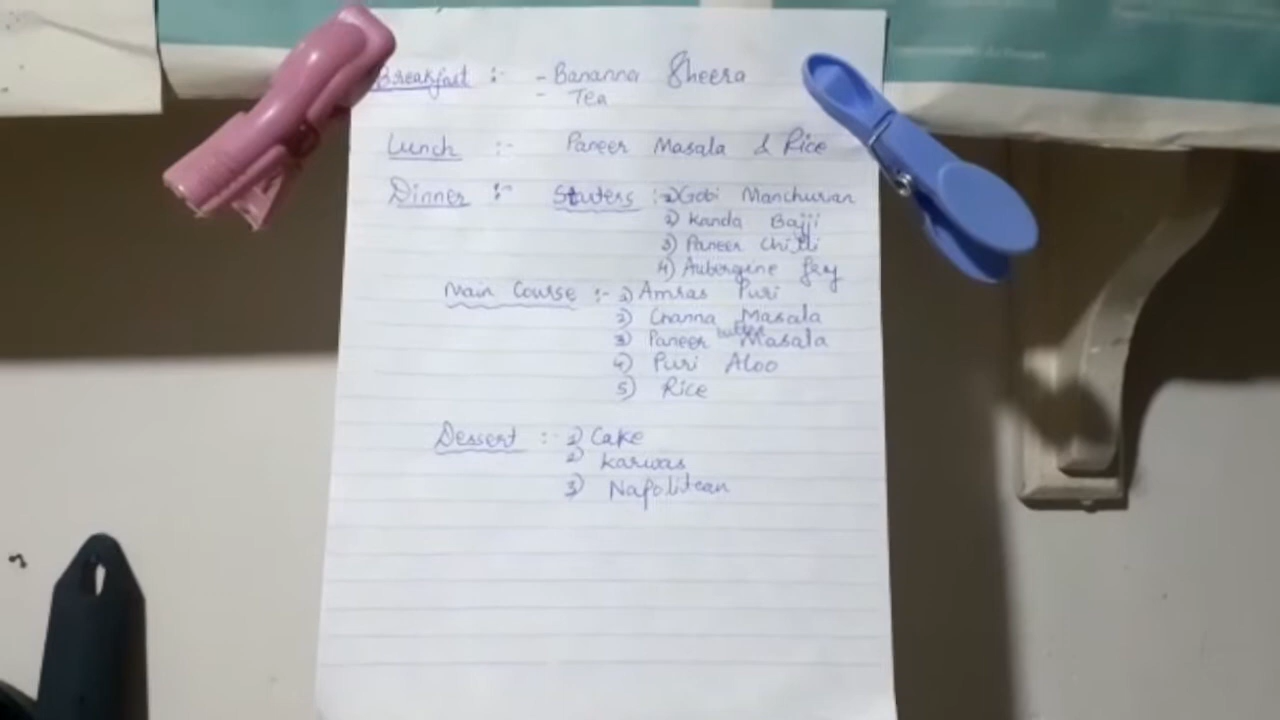 Breakfast :- - Bananna Sheera
- Tea
Lunch :- Paneer Masala & Rice
Dinner :- Starters :- 1) Gobi Manchurian
2) Kanda Bajji
3) Paneer Chilli
4) Aubergine fry
Main Course :- 1) Amras Puri
2) Channa Masala
3) Paneer butter Masala
4) Puri Aloo
5) Rice
Dessert :- 1) Cake
2) Karwas
3) Napolitean